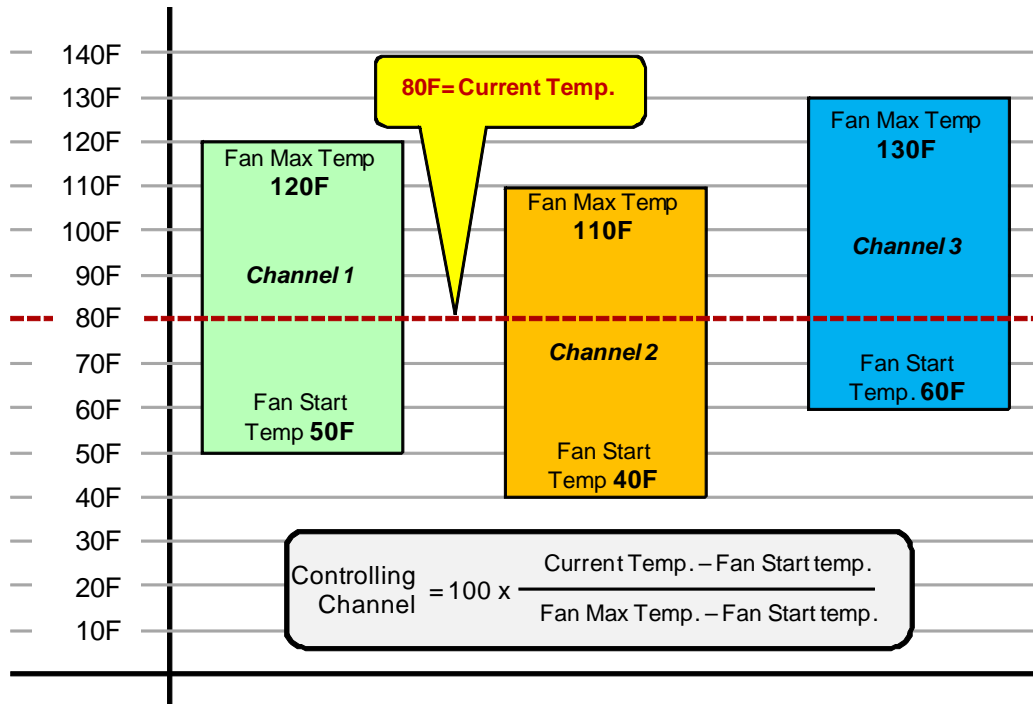 140F
130F
120F
110F
100F
90F
80F
70F
60F
50F
40F
30F
20F
10F
80F= Current Temp.
Fan Max Temp
120F
Channel 1
Fan Start
Temp 50F
Fan Max Temp
110F
Channel 2
Fan Start
Temp 40F
Fan Max Temp
130F
Channel 3
Fan Start
Temp. 60F
Controlling
Channel
= 100 x
Current Temp. – Fan Start temp.
Fan Max Temp. – Fan Start temp.